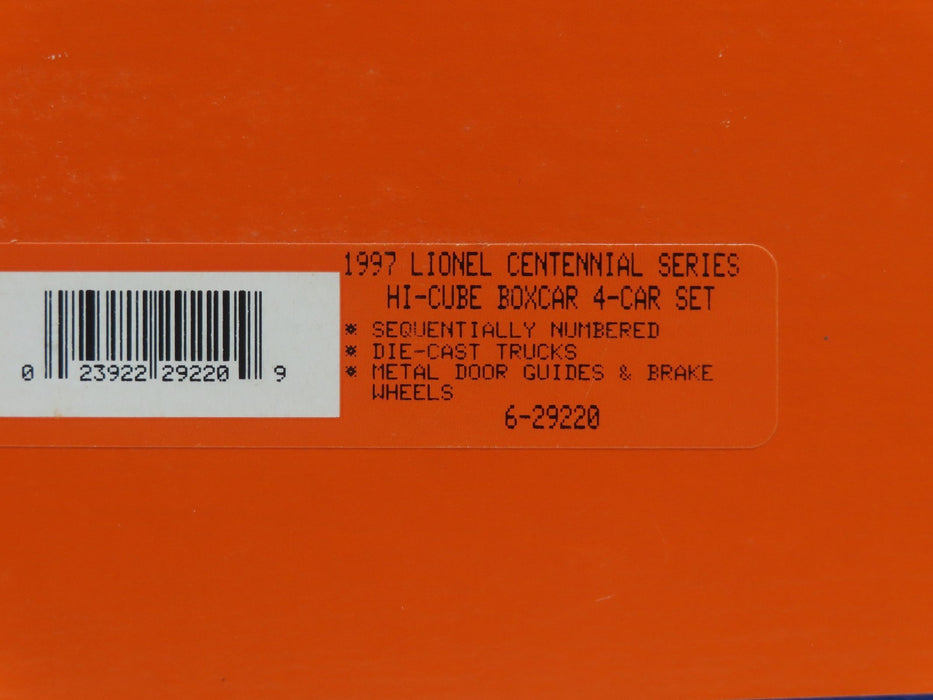 1997 LIONEL CENTENNIAL SERIES
HI-CUBE BOXCAR 4-CAR SET
* SEQUENTIALLY NUMBERED
* DIE-CAST TRUCKS
* METAL DOOR GUIDES & BRAKE
WHEELS
6-29220
0 23922 29220 9